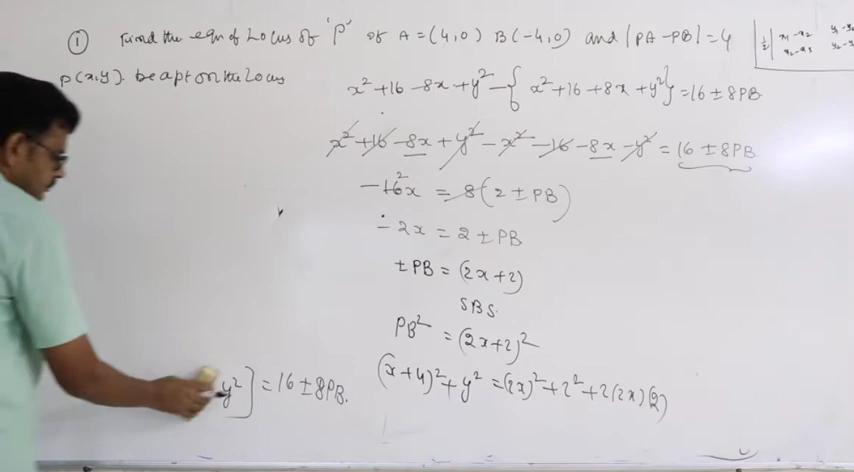 ① Find the eqn of Locus of 'P' of A = (4,0) B(-4,0) and |PA-PB| = 4
P(x,y) be a pt on the Locus
x²+16-8x+y²-{x²+16+8x+y²}=16±8PB
x²+16-8x+y²-x²-16-8x-y²=16±8PB
-16x = 8(2±PB)
-2x = 2±PB
±PB = (2x+2)
SBS.
PB² = (2x+2)²
(x+4)²+y² = (2x)²+2²+2(2x)(2)
y²] = 16±8PB.